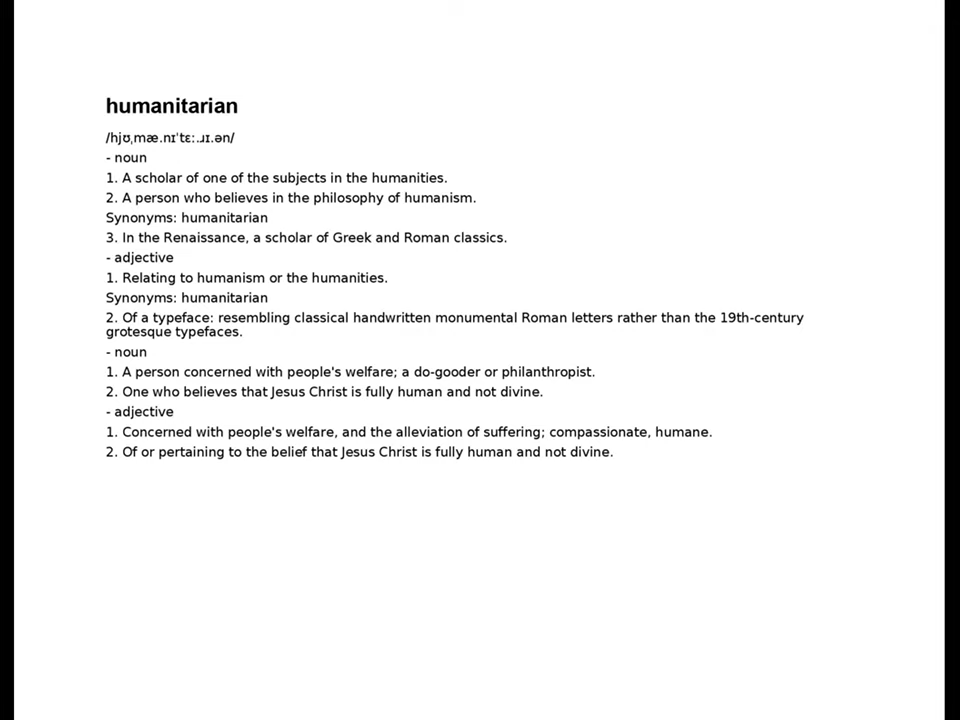 humanitarian
/hjʊˌmæ.nɪˈtɛː.ɹɪ.ən/
- noun
1. A scholar of one of the subjects in the humanities.
2. A person who believes in the philosophy of humanism.
Synonyms: humanitarian
3. In the Renaissance, a scholar of Greek and Roman classics.
- adjective
1. Relating to humanism or the humanities.
Synonyms: humanitarian
2. Of a typeface: resembling classical handwritten monumental Roman letters rather than the 19th-century
grotesque typefaces.
- noun
1. A person concerned with people's welfare; a do-gooder or philanthropist.
2. One who believes that Jesus Christ is fully human and not divine.
- adjective
1. Concerned with people's welfare, and the alleviation of suffering; compassionate, humane.
2. Of or pertaining to the belief that Jesus Christ is fully human and not divine.